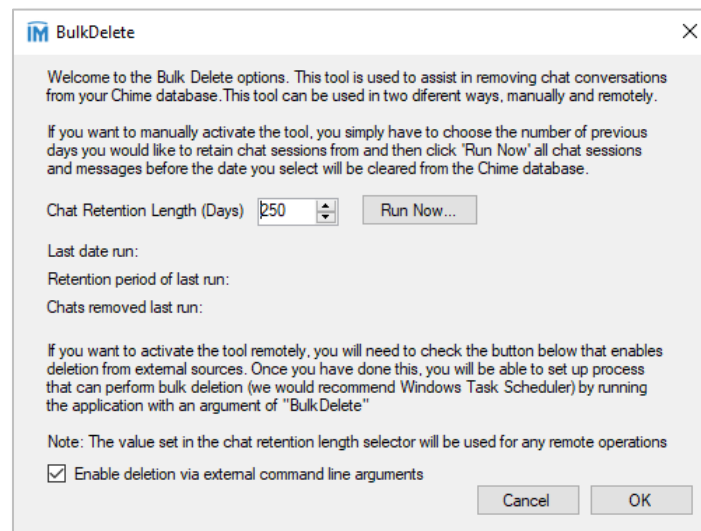 IM BulkDelete
Welcome to the Bulk Delete options. This tool is used to assist in removing chat conversations
from your Chime database.This tool can be used in two diferent ways, manually and remotely.
If you want to manually activate the tool, you simply have to choose the number of previous
days you would like to retain chat sessions from and then click 'Run Now' all chat sessions
and messages before the date you select will be cleared from the Chime database.
Chat Retention Length (Days) 250 Run Now...
Last date run:
Retention period of last run:
Chats removed last run:
If you want to activate the tool remotely, you will need to check the button below that enables
deletion from external sources. Once you have done this, you will be able to set up process
that can perform bulk deletion (we would recommend Windows Task Scheduler) by running
the application with an argument of "BulkDelete"
Note: The value set in the chat retention length selector will be used for any remote operations
Enable deletion via external command line arguments
Cancel OK